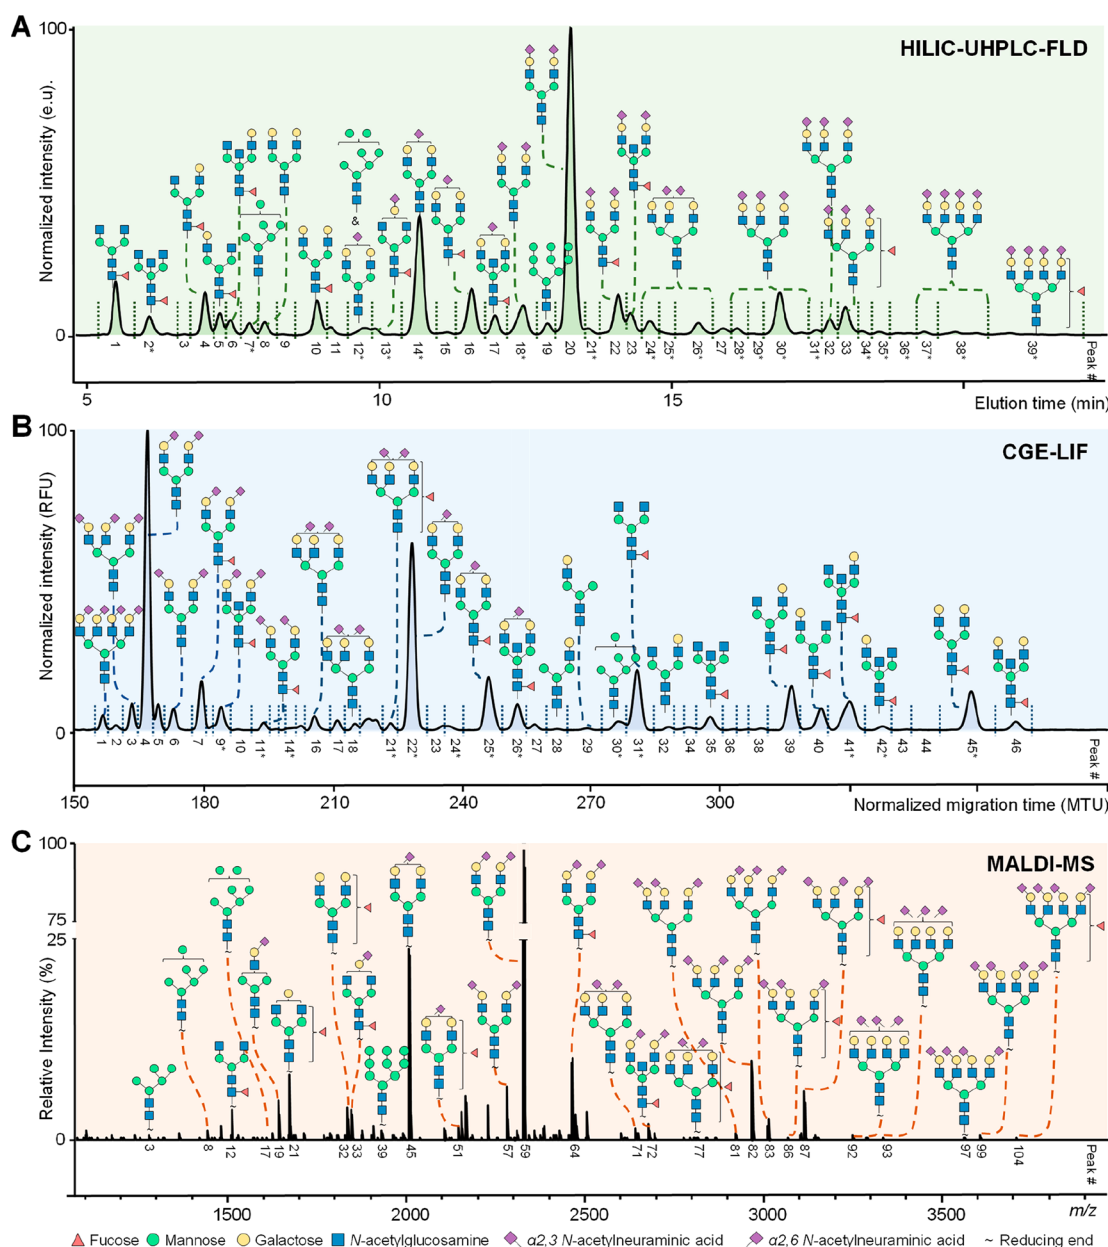 A
HILIC-UHPLC-FLD
Normalized intensity (e.u.)
100
0
&
1 2* 3 4 5 6 7* 8 9 10 11 12* 13* 14* 15 16 17 18* 19 20 21* 22 23 24* 25* 26* 27 28* 29* 30* 31* 32 33 34* 35* 36* 37* 38* 39* Peak #
5 10 15
Elution time (min)
B
CGE-LIF
Normalized intensity (RFU)
100
0
1 2 3 4 5 6 7 9* 10 11* 14* 16 17 18 21* 22* 23 24* 25* 26* 27 28 29 30* 31* 32 34 35 36 38 39 40 41* 42* 43 44 45* 46 Peak #
150 180 210 240 270 300
Normalized migration time (MTU)
C
MALDI-MS
Relative intensity (%)
100
75
25
0
3 8 12 17 19 21 32 33 39 45 51 57 59 64 71 72 77 81 82 83 86 87 92 93 97 99 104 Peak #
1500 2000 2500 3000 3500 m/z
Fucose Mannose Galactose N-acetylglucosamine α2,3 N-acetylneuraminic acid α2,6 N-acetylneuraminic acid ~ Reducing end